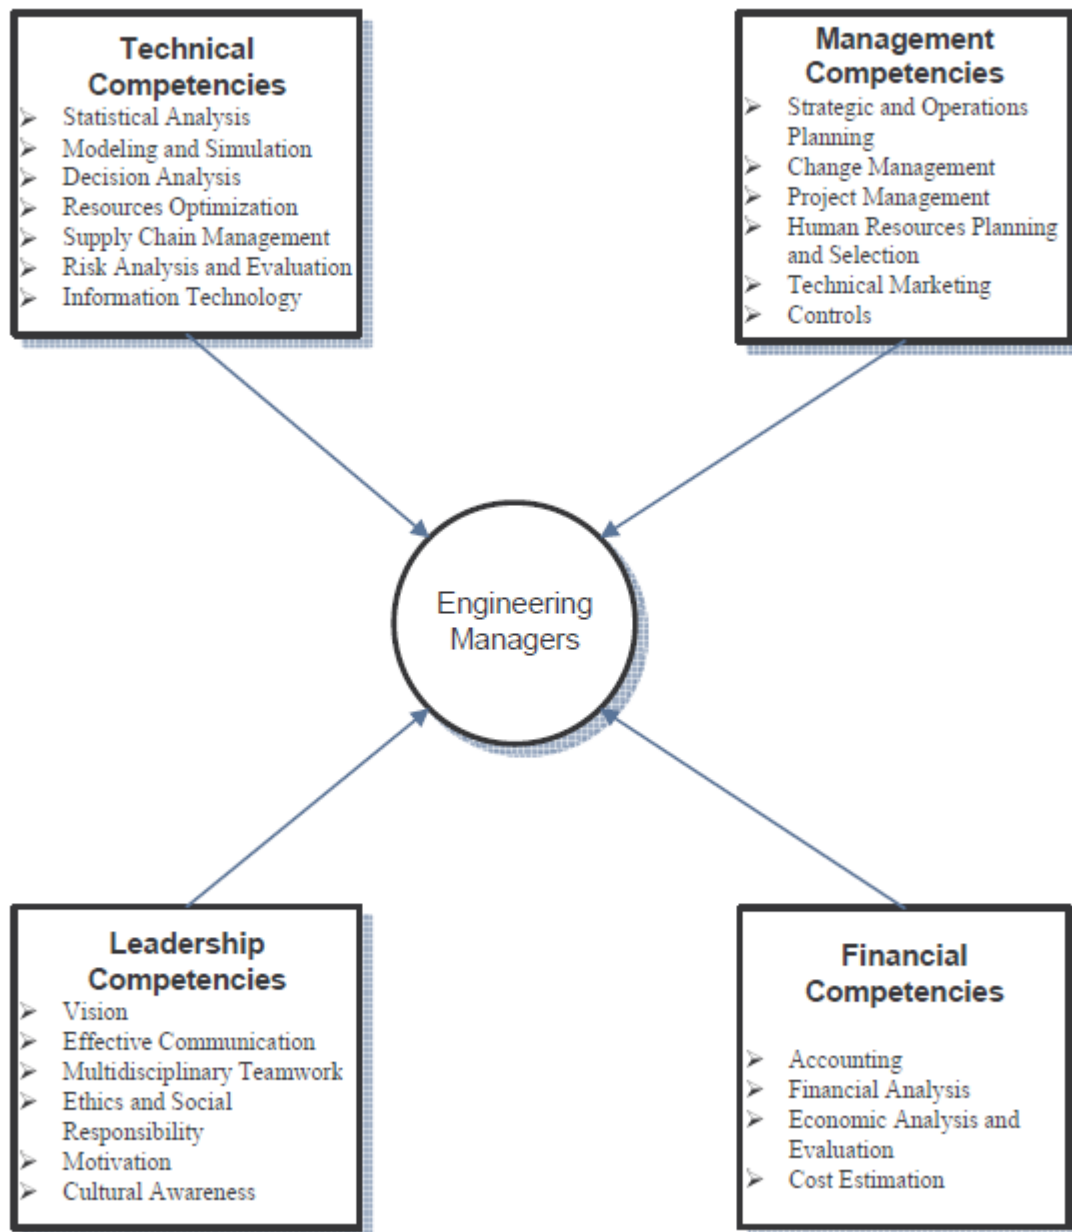 Technical
Competencies
➢ Statistical Analysis
➢ Modeling and Simulation
➢ Decision Analysis
➢ Resources Optimization
➢ Supply Chain Management
➢ Risk Analysis and Evaluation
➢ Information Technology
Management
Competencies
➢ Strategic and Operations
Planning
➢ Change Management
➢ Project Management
➢ Human Resources Planning
and Selection
➢ Technical Marketing
➢ Controls
Engineering
Managers
Leadership
Competencies
➢ Vision
➢ Effective Communication
➢ Multidisciplinary Teamwork
➢ Ethics and Social
Responsibility
➢ Motivation
➢ Cultural Awareness
Financial
Competencies
➢ Accounting
➢ Financial Analysis
➢ Economic Analysis and
Evaluation
➢ Cost Estimation